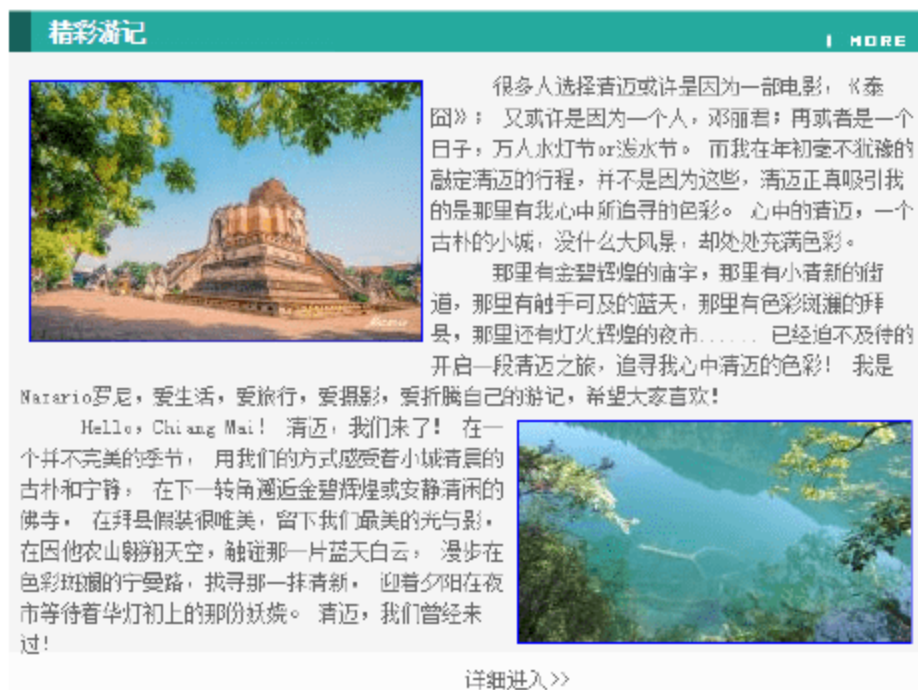 精彩游记
| MORE
很多人选择清迈或许是因为一部电影，《泰
囧》； 又或许是因为一个人，邓丽君；再或者是一个
日子，万人水灯节or泼水节。 而我在年初毫不犹豫的
敲定清迈的行程，并不是因为这些，清迈正真吸引我
的是那里有我心中所追寻的色彩。 心中的清迈，一个
古朴的小城，没什么大风景，却处处充满色彩。
那里有金碧辉煌的庙宇，那里有小清新的街
道，那里有触手可及的蓝天，那里有色彩斑斓的拜
县，那里还有灯火辉煌的夜市...... 已经迫不及待的
开启一段清迈之旅，追寻我心中清迈的色彩！ 我是
Narario罗尼，爱生活，爱旅行，爱摄影，爱折腾自己的游记，希望大家喜欢！
Hello，Chiang Mai！ 清迈，我们来了！ 在一
个并不完美的季节， 用我们的方式感受着小城清晨的
古朴和宁静， 在下一转角邂逅金碧辉煌或安静清闲的
佛寺， 在拜县假装很唯美，留下我们最美的光与影，
在因他农山翱翔天空，触碰那一片蓝天白云， 漫步在
色彩斑斓的宁曼路，找寻那一抹清新， 迎着夕阳在夜
市等待着华灯初上的那份妖娆。 清迈，我们曾经来
过！
详细进入>>